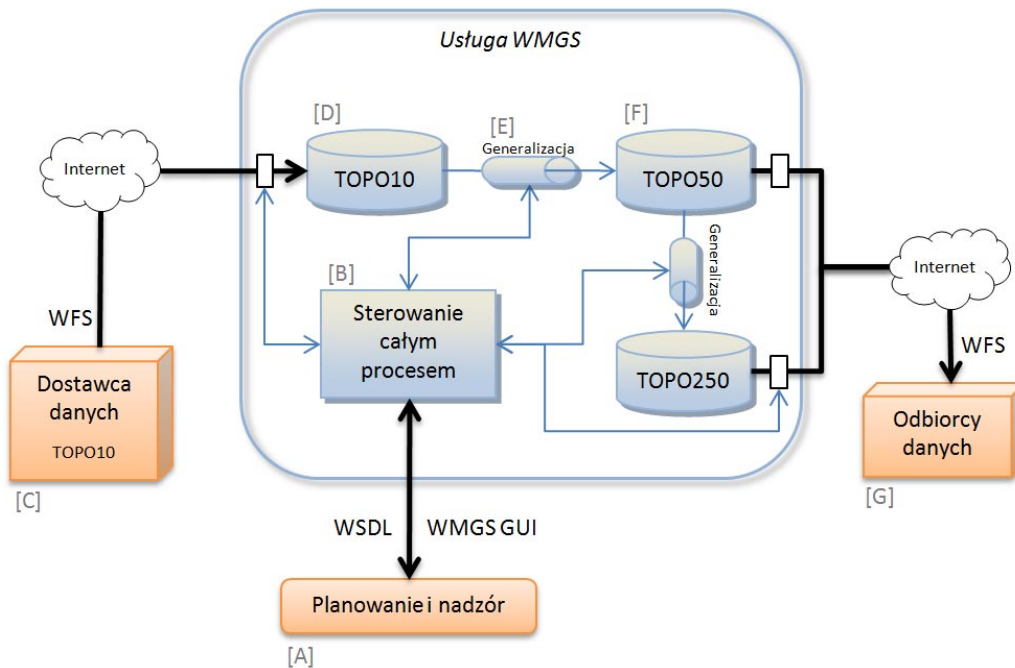 Usługa WMGS
[D]
[E]
[F]
Generalizacja
Internet
TOPO10
TOPO50
Generalizacja
Internet
[B]
Sterowanie
całym
procesem
WFS
TOPO250
WFS
Dostawca
danych
TOPO10
[C]
Odbiorcy
danych
[G]
WSDL
WMGS GUI
Planowanie i nadzór
[A]